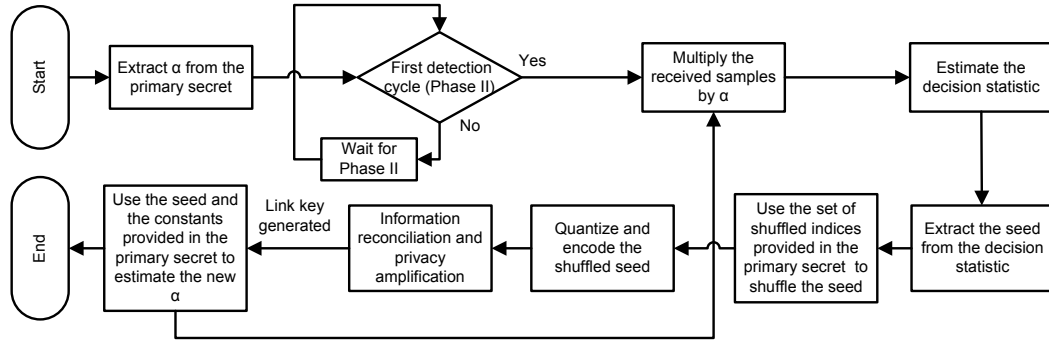 Start
Extract α from the
primary secret
First detection
cycle (Phase II)
Yes
No
Wait for
Phase II
Multiply the
received samples
by α
Estimate the
decision statistic
Extract the seed
from the decision
statistic
Use the set of
shuffled indices
provided in the
primary secret to
shuffle the seed
Quantize and
encode the
shuffled seed
Information
reconciliation and
privacy
amplification
Link key
generated
Use the seed and
the constants
provided in the
primary secret to
estimate the new
α
End